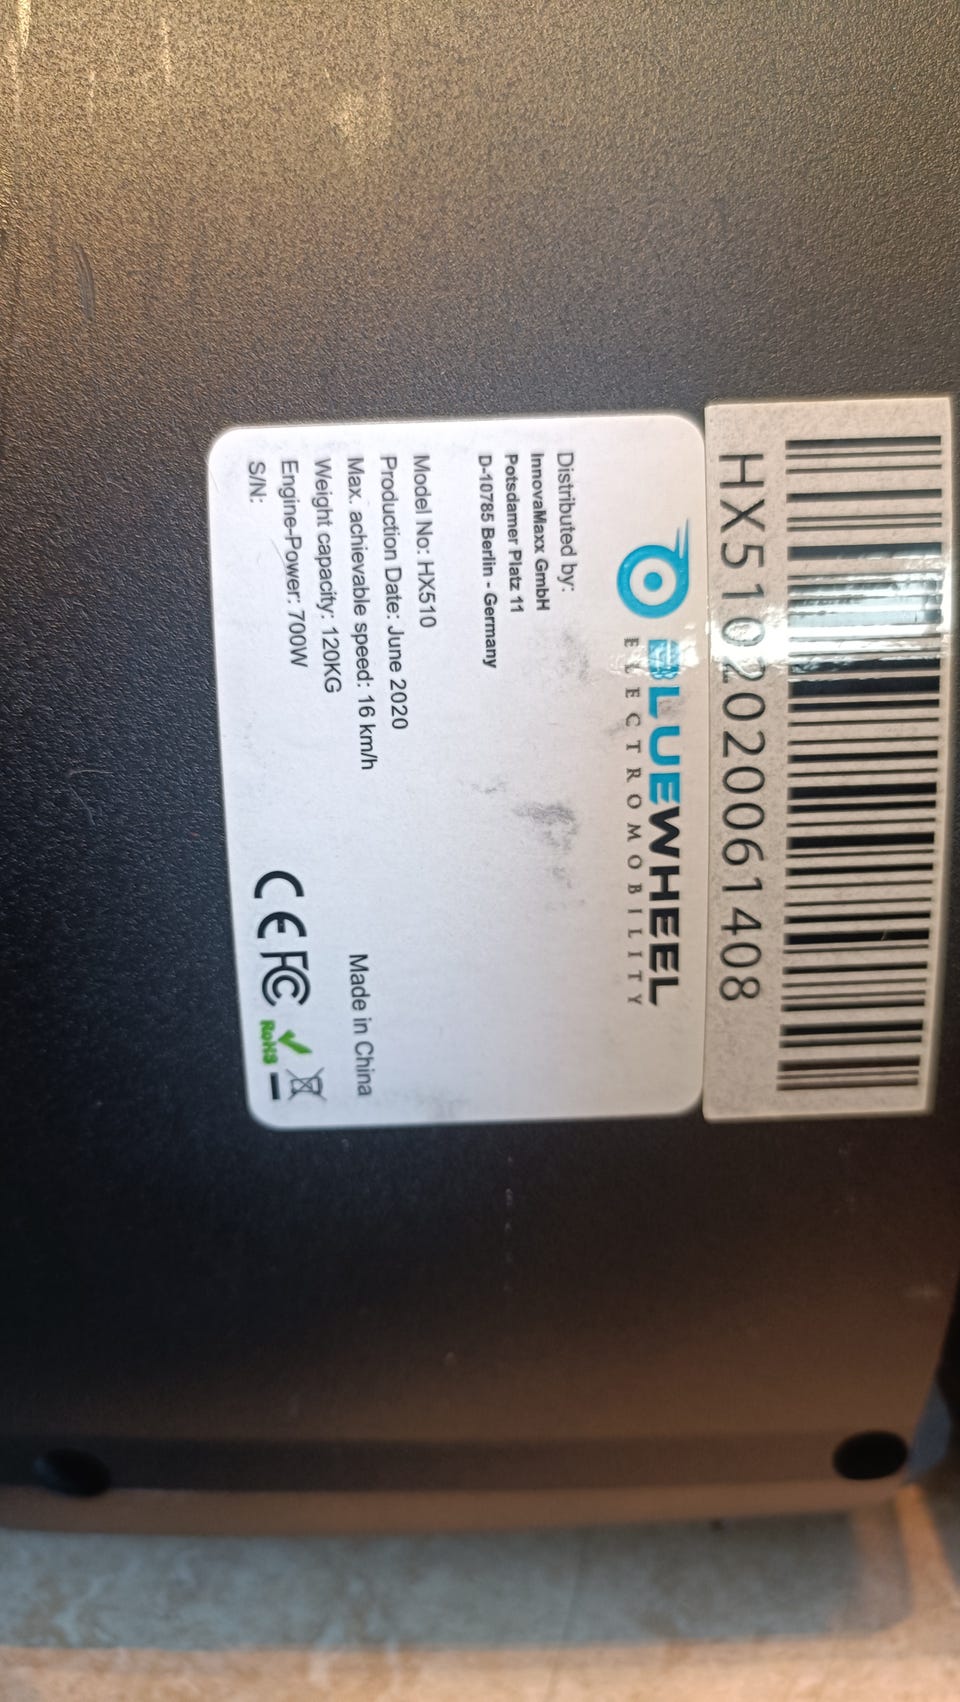 HX5102020061408
BLUEWHEEL
ELECTROMOBILITY
Distributed by:
InnovaMaxx GmbH
Potsdamer Platz 11
D-10785 Berlin - Germany
Model No: HX510
Production Date: June 2020
Max. achievable speed: 16 km/h
Weight capacity: 120KG
Engine-Power: 700W
S/N:
Made in China
CE FC RoHS